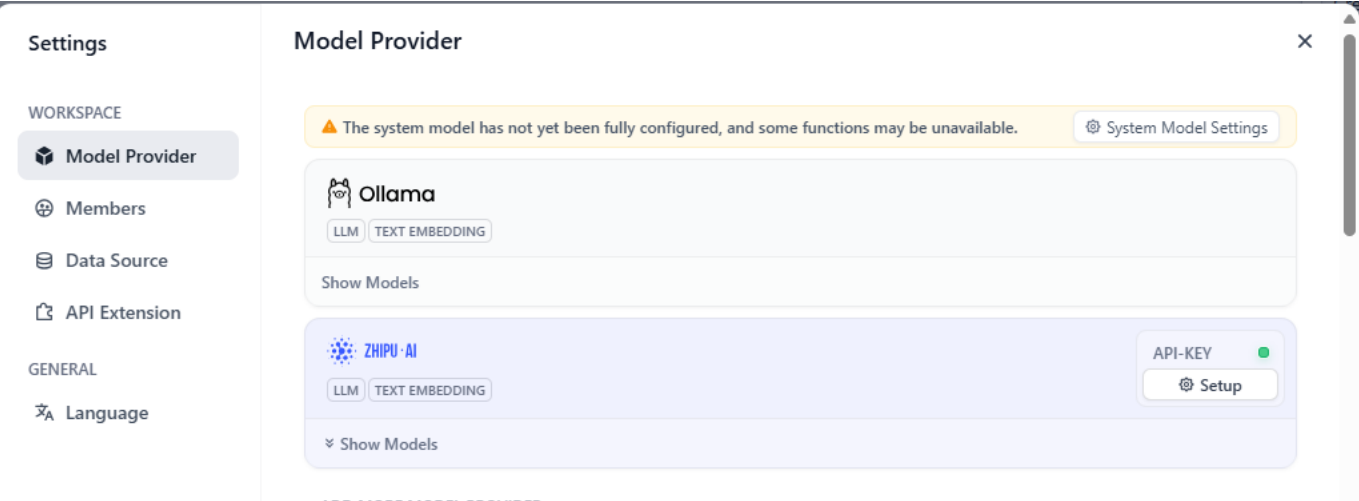 Settings
Model Provider
WORKSPACE
The system model has not yet been fully configured, and some functions may be unavailable.
System Model Settings
Model Provider
Members
Data Source
API Extension
GENERAL
Language
Ollama
LLM
TEXT EMBEDDING
Show Models
ZHIPU·AI
LLM
TEXT EMBEDDING
API-KEY
Setup
Show Models